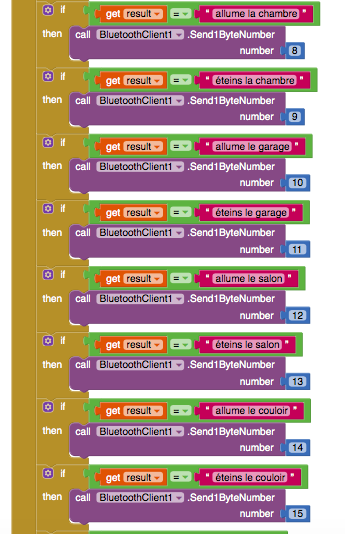 if get result = " allume la chambre "
then call BluetoothClient1 .Send1ByteNumber
number 8
if get result = " éteins la chambre "
then call BluetoothClient1 .Send1ByteNumber
number 9
if get result = " allume le garage "
then call BluetoothClient1 .Send1ByteNumber
number 10
if get result = " éteins le garage "
then call BluetoothClient1 .Send1ByteNumber
number 11
if get result = " allume le salon "
then call BluetoothClient1 .Send1ByteNumber
number 12
if get result = " éteins le salon "
then call BluetoothClient1 .Send1ByteNumber
number 13
if get result = " allume le couloir "
then call BluetoothClient1 .Send1ByteNumber
number 14
if get result = " éteins le couloir "
then call BluetoothClient1 .Send1ByteNumber
number 15